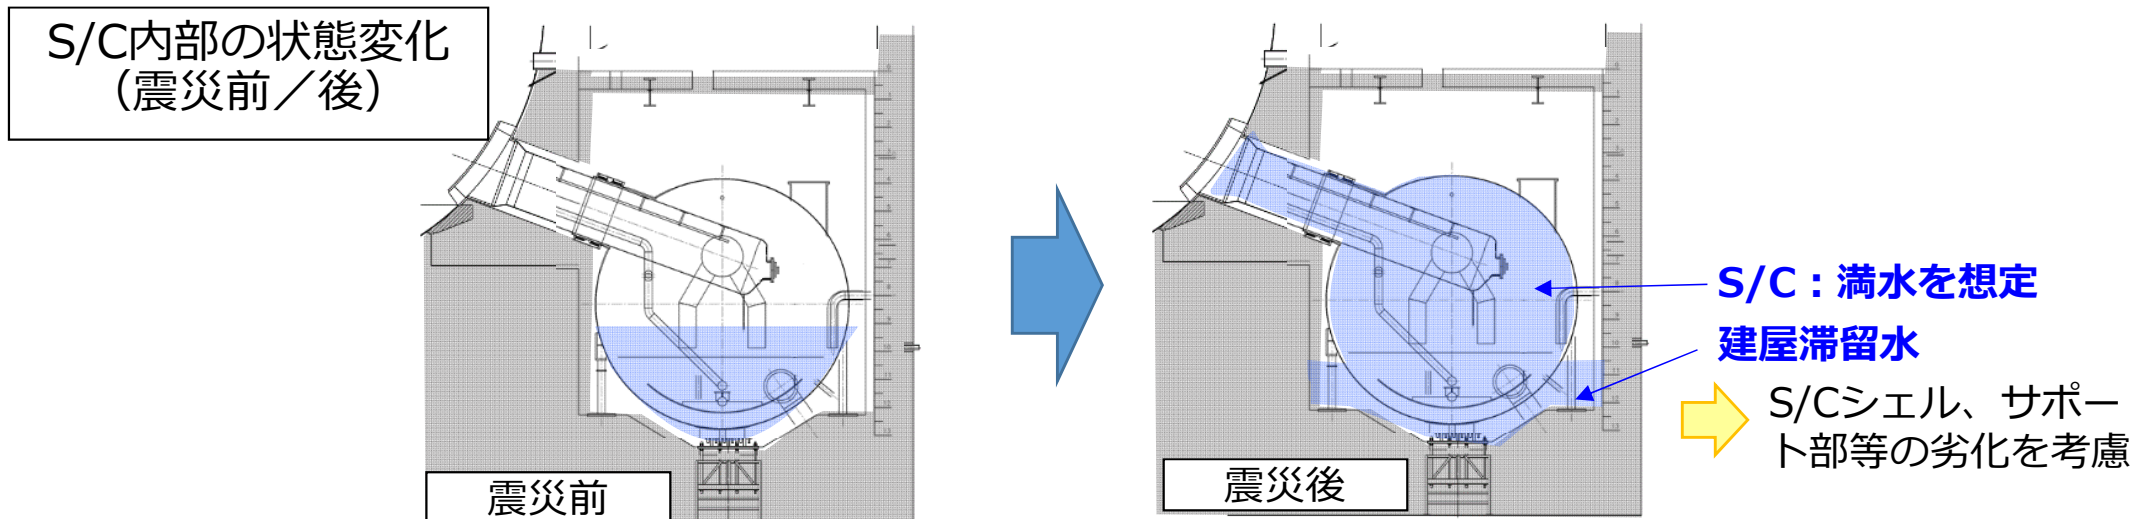 S/C内部の状態変化
（震災前／後）
震災前
震災後
S/C：満水を想定
建屋滞留水
S/Cシェル、サポー
ト部等の劣化を考慮